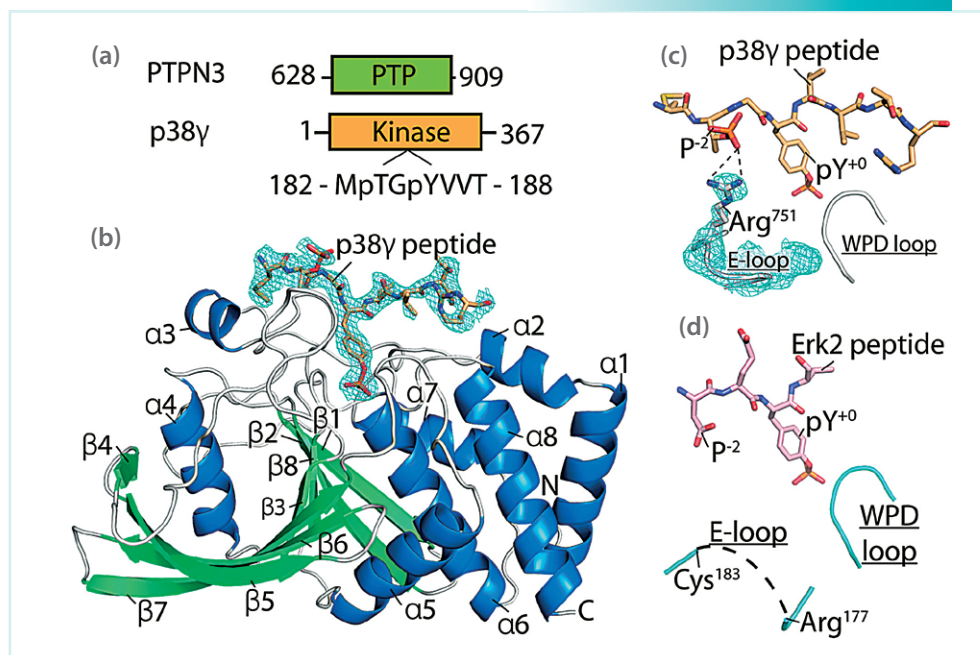 (a)
PTPN3 628 PTP 909
p38γ 1 Kinase 367
182 - MpTGpYVVT - 188
(b)
p38γ peptide
α3
α2
α1
α4
α7
β1
β2
α8
β4
β8
N
β3
β6
β7
β5
α5
α6
C
(c)
p38γ peptide
P⁻²
pY⁺⁰
Arg⁷⁵¹
E-loop
WPD loop
(d)
Erk2 peptide
pY⁺⁰
P⁻²
WPD
loop
E-loop
Cys¹⁸³
Arg¹⁷⁷